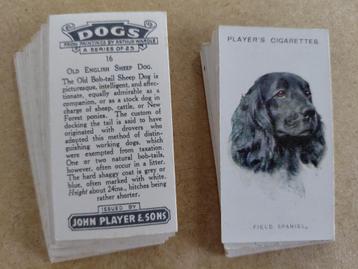 DOGS
FROM PAINTINGS BY ARTHUR WARDLE
A SERIES OF 25
16
OLD ENGLISH SHEEP DOG.
The Old Bob-tail Sheep Dog is
picturesque, intelligent, and affec-
tionate, equally admirable as a
companion, or as a stock dog in
charge of sheep, cattle, or New
Forest ponies. The custom of
docking the tail is said to have
originated with drovers who
adopted this method of distin-
guishing working dogs, which
were exempted from taxation.
One or two natural bob-tails,
however, often occur in a litter.
The hard shaggy coat is grey or
blue, often marked with white.
Height about 24ins., bitches being
rather shorter.
ISSUED BY
JOHN PLAYER & SONS
PLAYER'S CIGARETTES
FIELD SPANIEL.